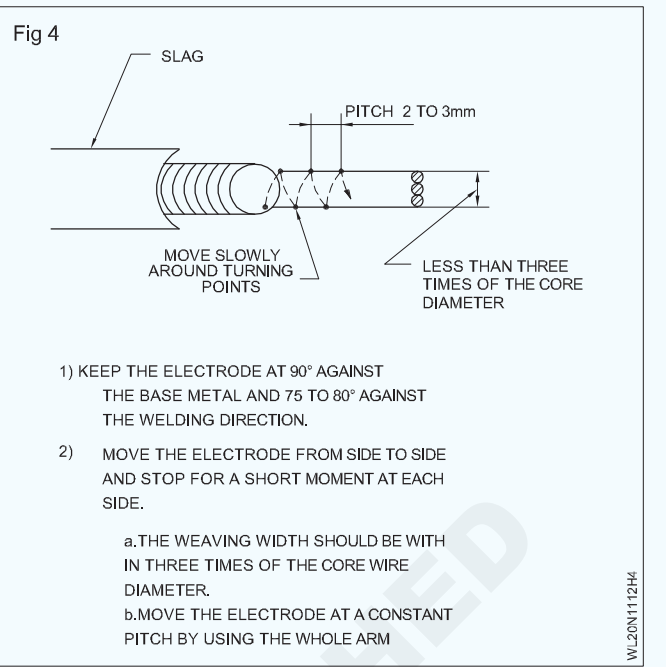 Fig 4
SLAG
PITCH 2 TO 3mm
MOVE SLOWLY
AROUND TURNING
POINTS
LESS THAN THREE
TIMES OF THE CORE
DIAMETER
1) KEEP THE ELECTRODE AT 90° AGAINST
THE BASE METAL AND 75 TO 80° AGAINST
THE WELDING DIRECTION.
2) MOVE THE ELECTRODE FROM SIDE TO SIDE
AND STOP FOR A SHORT MOMENT AT EACH
SIDE.
a.THE WEAVING WIDTH SHOULD BE WITH
IN THREE TIMES OF THE CORE WIRE
DIAMETER.
b.MOVE THE ELECTRODE AT A CONSTANT
PITCH BY USING THE WHOLE ARM
WL20N1112H4
HED